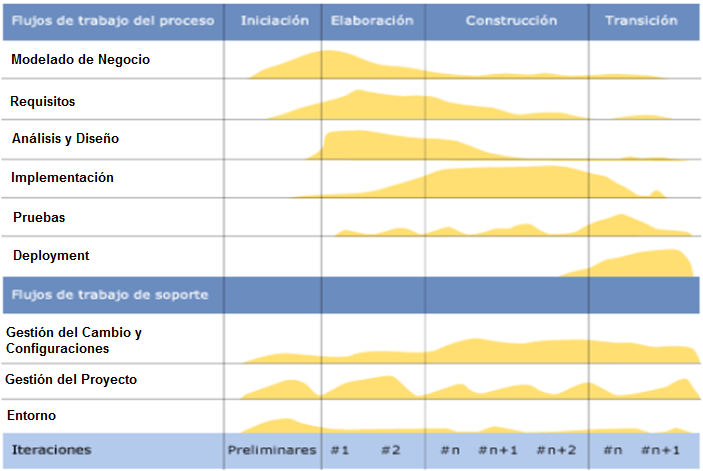 Flujos de trabajo del proceso Iniciación Elaboración Construcción Transición
Modelado de Negocio
Requisitos
Análisis y Diseño
Implementación
Pruebas
Deployment
Flujos de trabajo de soporte
Gestión del Cambio y
Configuraciones
Gestión del Proyecto
Entorno
Iteraciones Preliminares #1 #2 #n #n+1 #n+2 #n #n+1